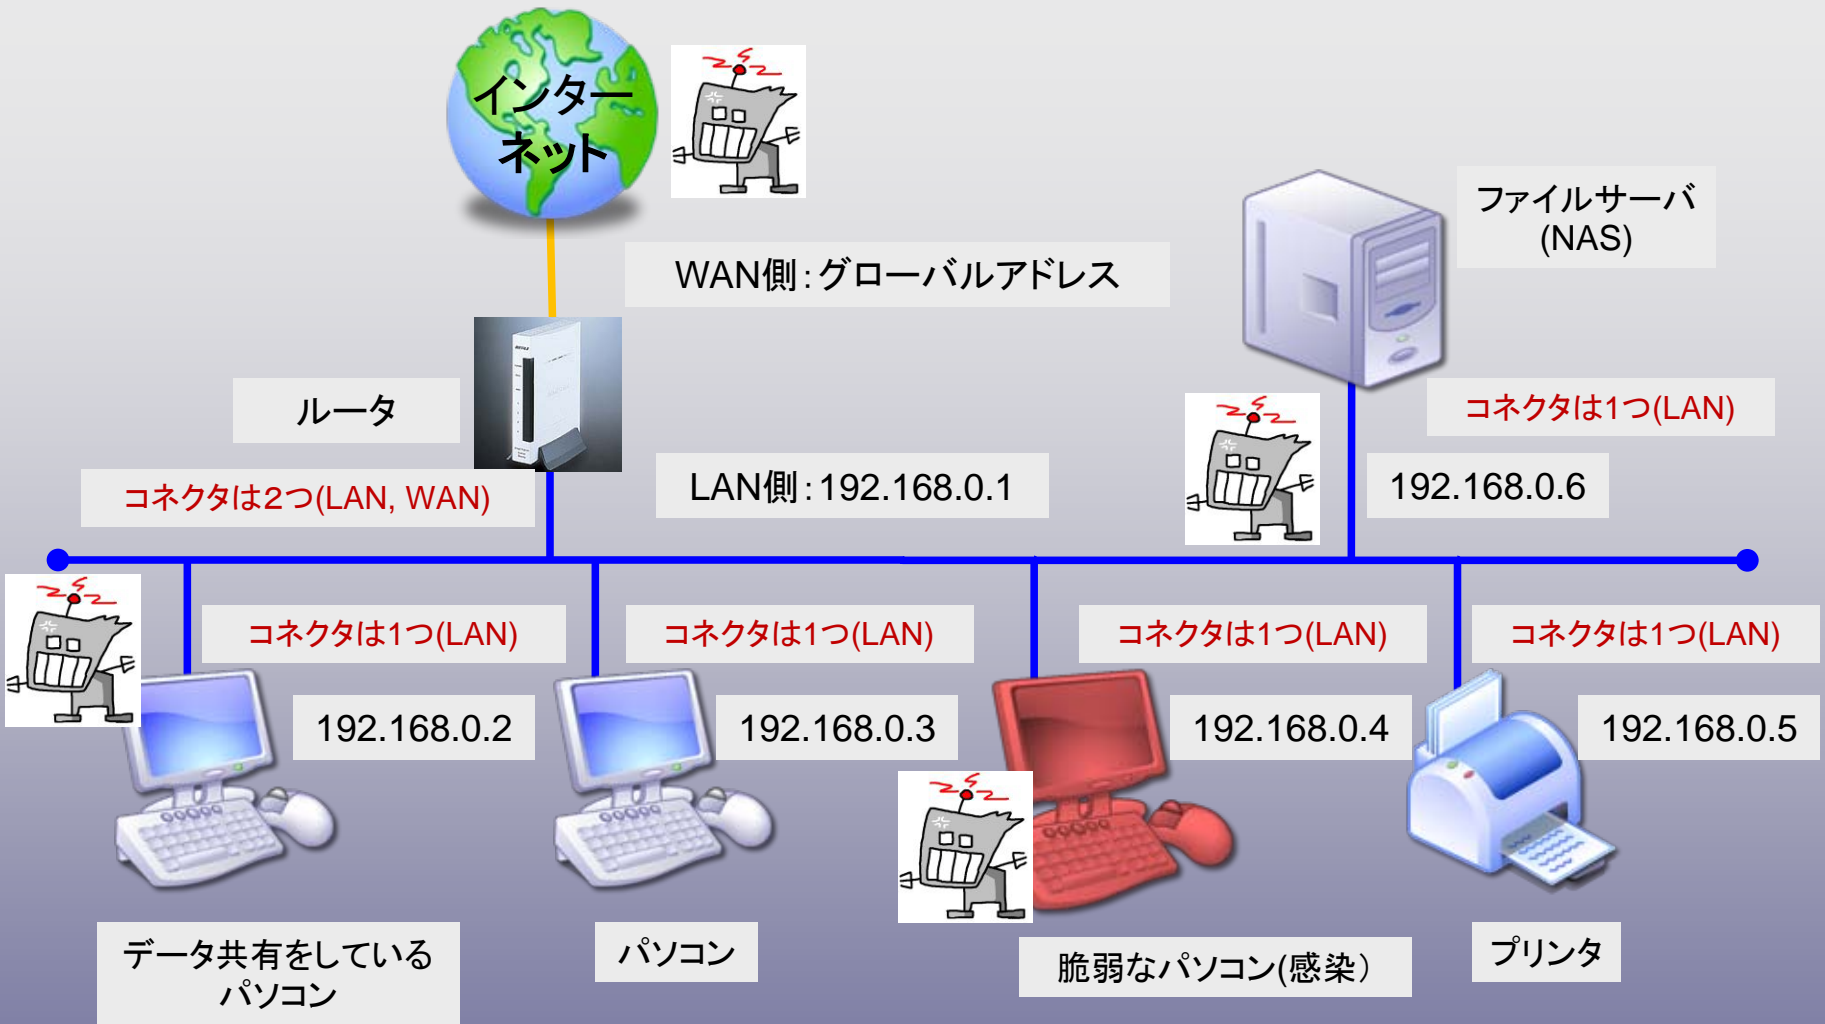 インター
ネット
ファイルサーバ
(NAS)
WAN側：グローバルアドレス
ルータ
コネクタは1つ(LAN)
コネクタは２つ(LAN, WAN)
LAN側：192.168.0.1
192.168.0.6
コネクタは1つ(LAN)
コネクタは1つ(LAN)
コネクタは1つ(LAN)
コネクタは1つ(LAN)
192.168.0.2
192.168.0.3
192.168.0.4
192.168.0.5
データ共有をしている
パソコン
パソコン
脆弱なパソコン(感染）
プリンタ